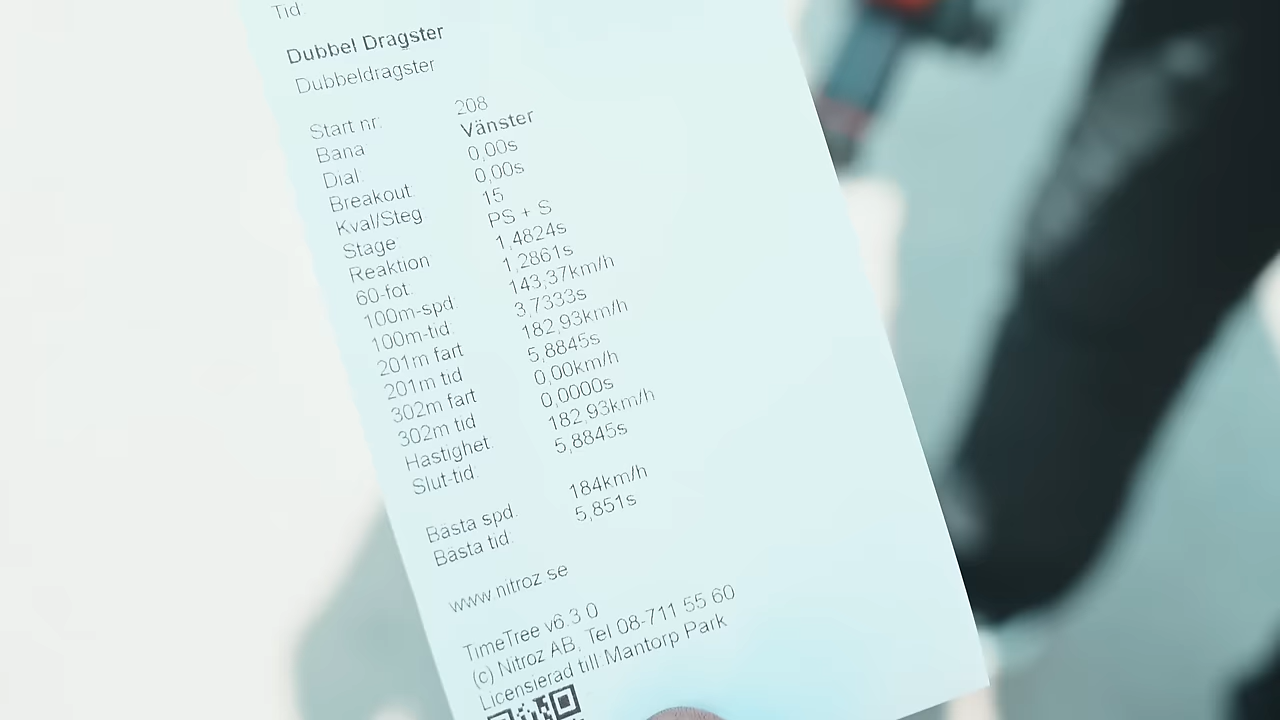 Tid
Dubbel Dragster
Dubbeldragster
Start nr: 208
Bana Vänster
Dial: 0,00s
Breakout 0,00s
Kval/Steg 15
Stage PS + S
Reaktion 1,4824s
60-fot: 1,2861s
100m-spd: 143,37km/h
100m-tid: 3,7333s
201m fart 182,93km/h
201m tid 5,8845s
302m fart 0,00km/h
302m tid 0,0000s
Hastighet: 182,93km/h
Slut-tid: 5,8845s
Bästa spd: 184km/h
Bästa tid: 5,851s
www.nitroz.se
TimeTree v6.3.0
(c) Nitroz AB, Tel 08-711 55 60
Licensierad till Mantorp Park